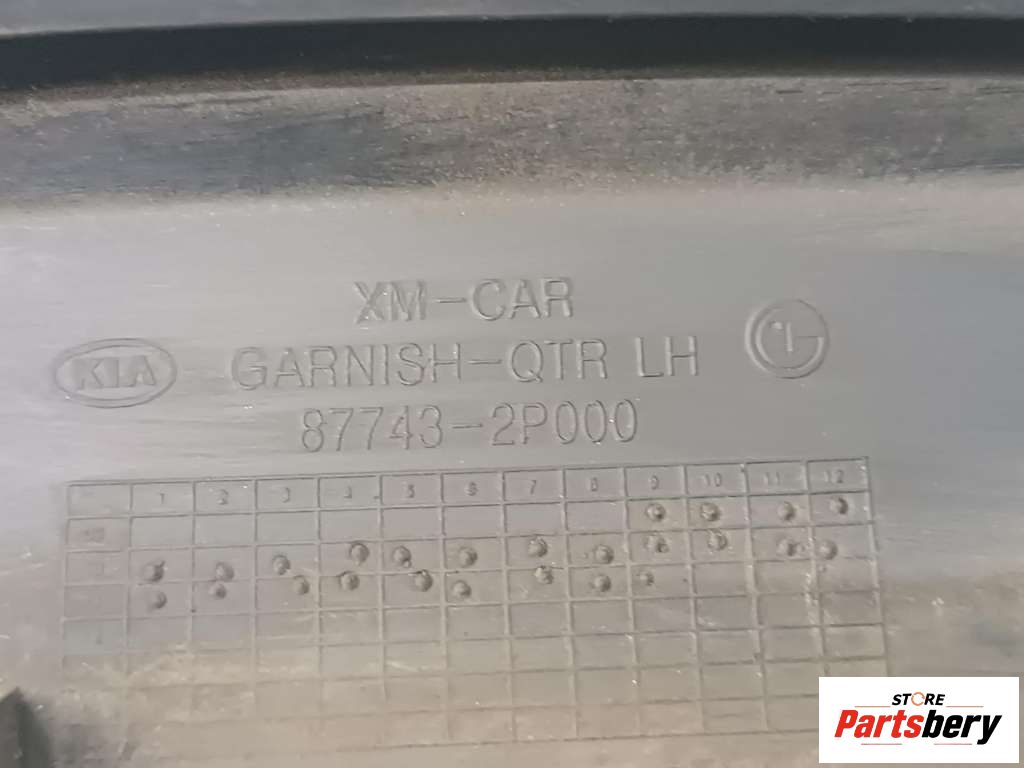 XM-CAR
KIA
GARNISH-QTR LH
87743-2P000
1 2 3 4 5 6 7 8 9 10 11 12
STORE
Partsbery